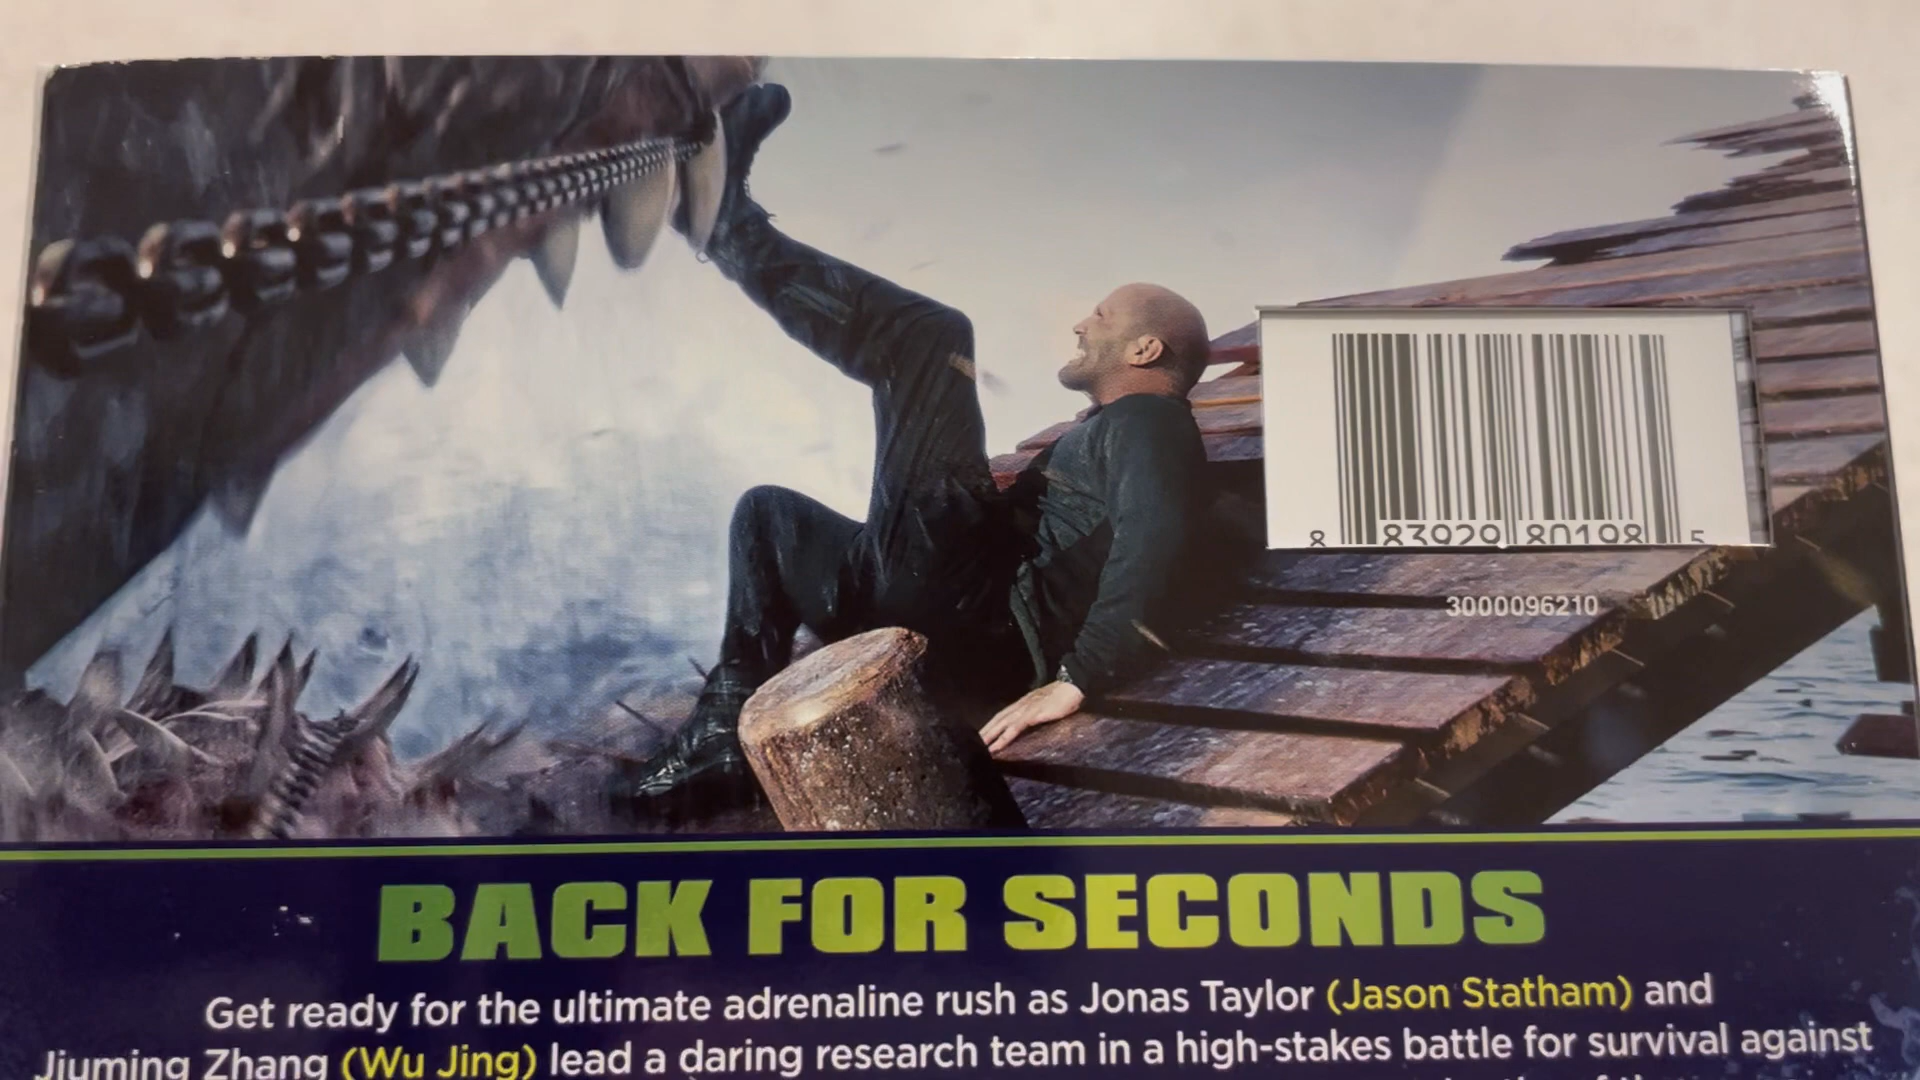 8 83929 80198 5
3000096210
BACK FOR SECONDS
Get ready for the ultimate adrenaline rush as Jonas Taylor (Jason Statham) and
Jiuming Zhang (Wu Jing) lead a daring research team in a high-stakes battle for survival against